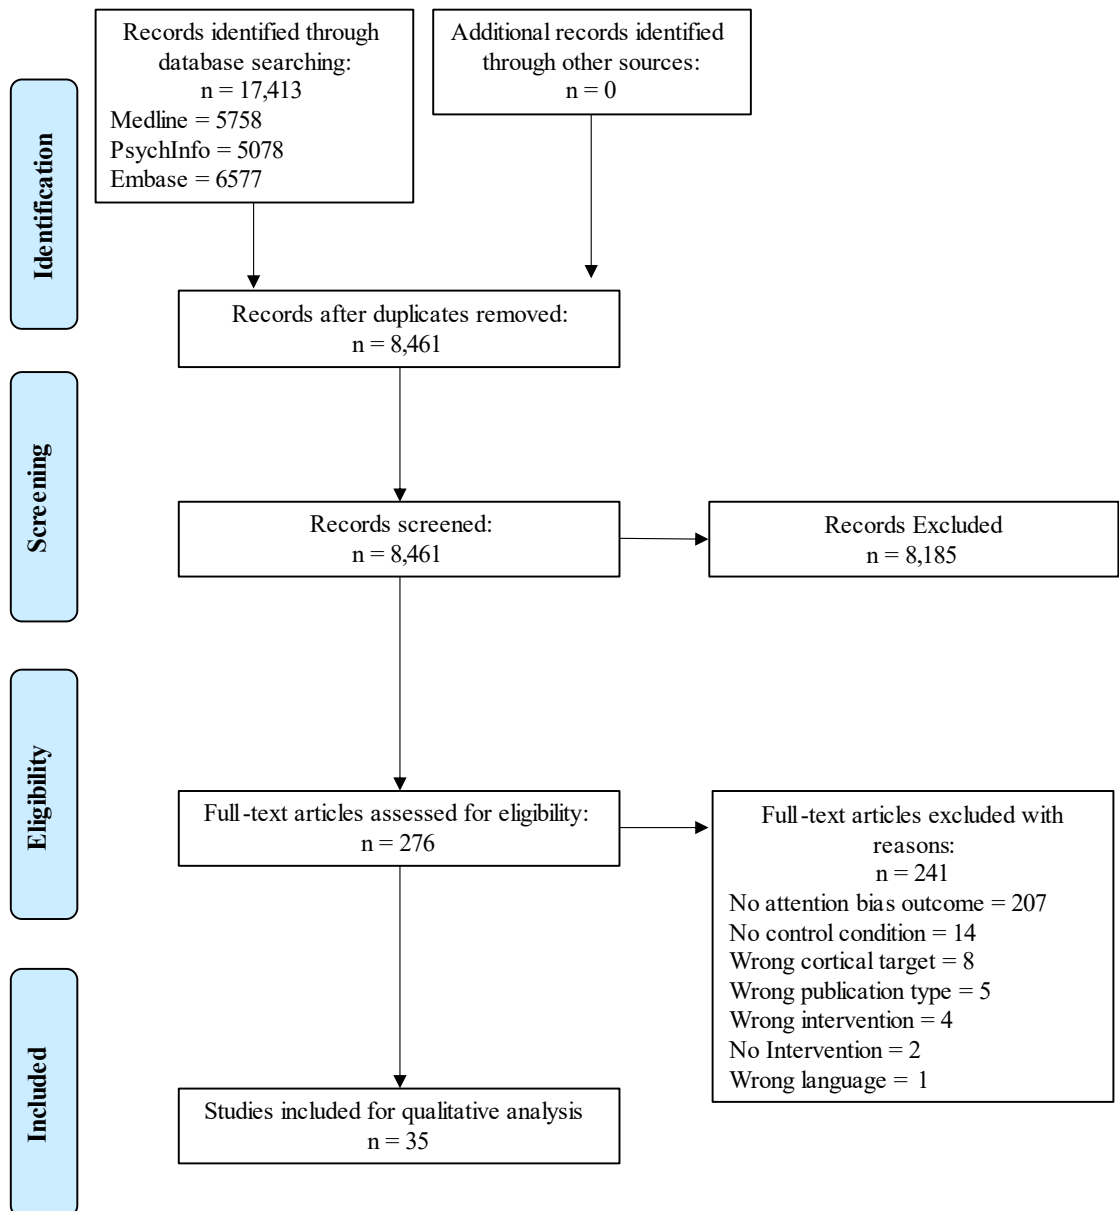 Records identified through
database searching:
n = 17,413
Medline = 5758
PsychInfo = 5078
Embase = 6577
Additional records identified
through other sources:
n = 0
Identification
Records after duplicates removed:
n = 8,461
Screening
Records screened:
n = 8,461
Records Excluded
n = 8,185
Eligibility
Full-text articles assessed for eligibility:
n = 276
Full-text articles excluded with
reasons:
n = 241
No attention bias outcome = 207
No control condition = 14
Wrong cortical target = 8
Wrong publication type = 5
Wrong intervention = 4
No Intervention = 2
Wrong language = 1
Included
Studies included for qualitative analysis
n = 35